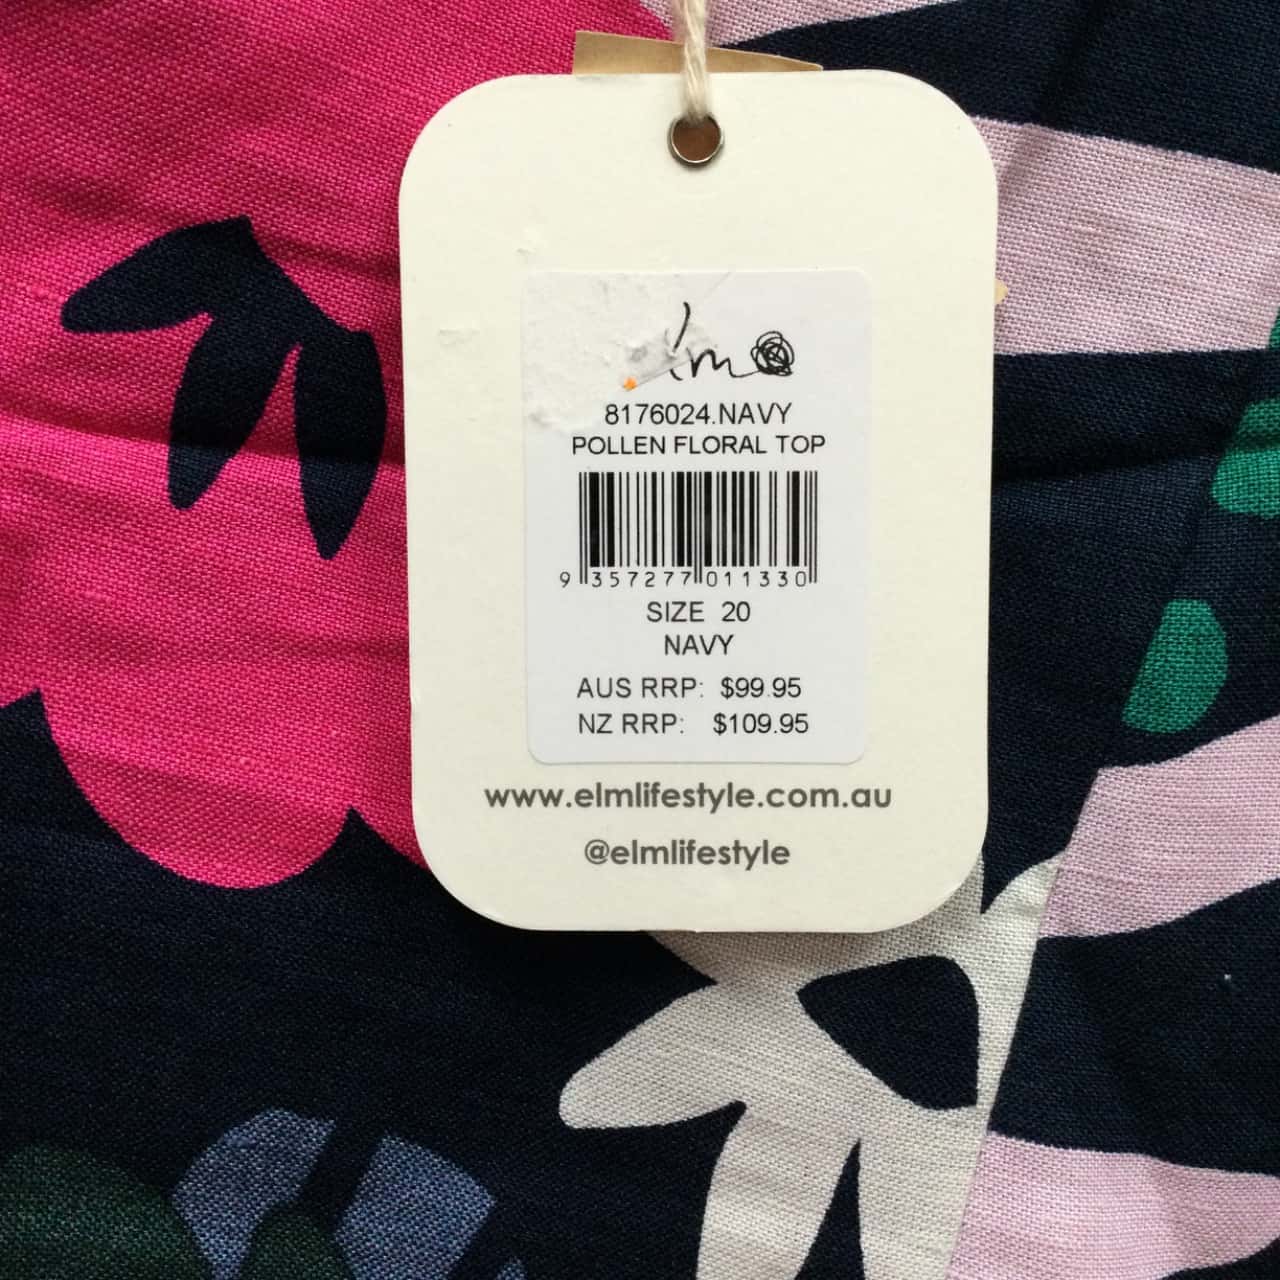 8176024.NAVY
POLLEN FLORAL TOP
9 357277 011330
SIZE 20
NAVY
AUS RRP: $99.95
NZ RRP: $109.95
www.elmlifestyle.com.au
@elmlifestyle